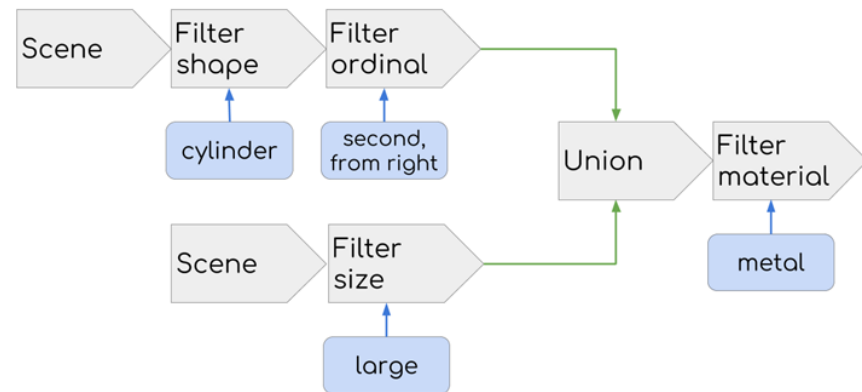 Scene
Filter
shape
Filter
ordinal
cylinder
second,
from right
Union
Filter
material
metal
Scene
Filter
size
large